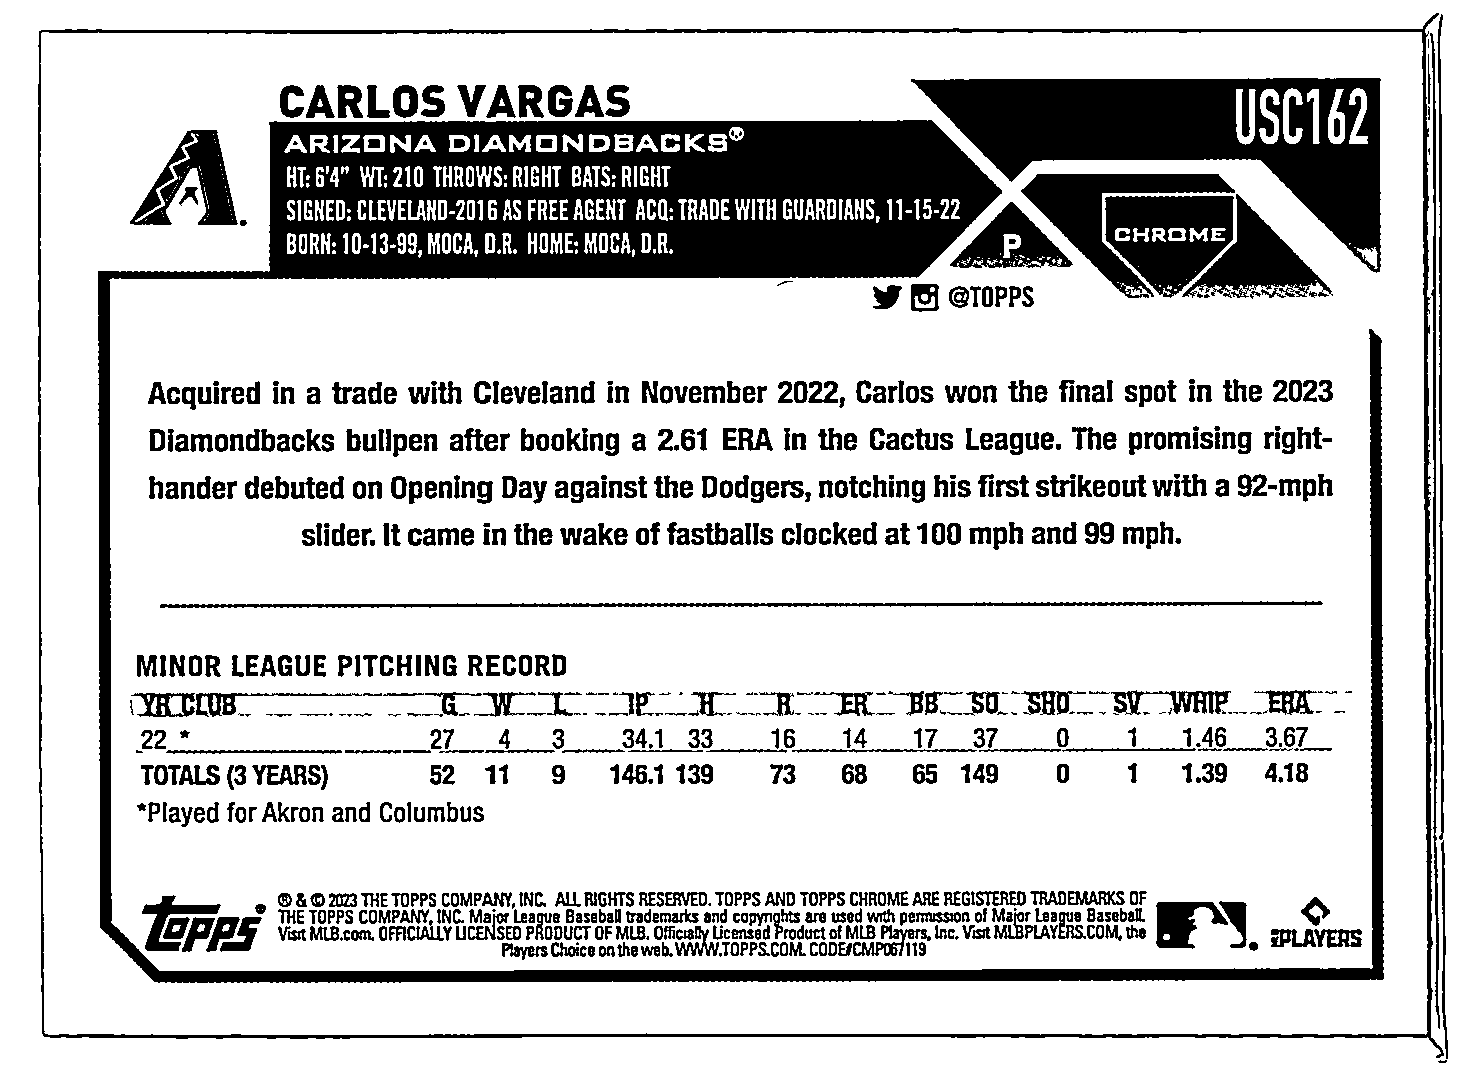 CARLOS VARGAS
USC162
ARIZONA DIAMONDBACKS®
HT: 6'4" WT: 210 THROWS: RIGHT BATS: RIGHT
SIGNED: CLEVELAND-2016 AS FREE AGENT ACQ: TRADE WITH GUARDIANS, 11-15-22
BORN: 10-13-99, MOCA, D.R. HOME: MOCA, D.R.
P
CHROME
@TOPPS
Acquired in a trade with Cleveland in November 2022, Carlos won the final spot in the 2023
Diamondbacks bullpen after booking a 2.61 ERA in the Cactus League. The promising right-
hander debuted on Opening Day against the Dodgers, notching his first strikeout with a 92-mph
slider. It came in the wake of fastballs clocked at 100 mph and 99 mph.
MINOR LEAGUE PITCHING RECORD
YR CLUB G W L IP H R ER BB SO SHO SV WHIP ERA
22 * 27 4 3 34.1 33 16 14 17 37 0 1 1.46 3.67
TOTALS (3 YEARS) 52 11 9 146.1 139 73 68 65 149 0 1 1.39 4.18
*Played for Akron and Columbus
® & © 2023 THE TOPPS COMPANY, INC. ALL RIGHTS RESERVED. TOPPS AND TOPPS CHROME ARE REGISTERED TRADEMARKS OF
THE TOPPS COMPANY, INC. Major League Baseball trademarks and copyrights are used with permission of Major League Baseball.
Visit MLB.com. OFFICIALLY LICENSED PRODUCT OF MLB. Officially Licensed Product of MLB Players, Inc. Visit MLBPLAYERS.COM, the
Players Choice on the web. WWW.TOPPS.COM. CODE#CMP067119
Topps®
PLAYERS